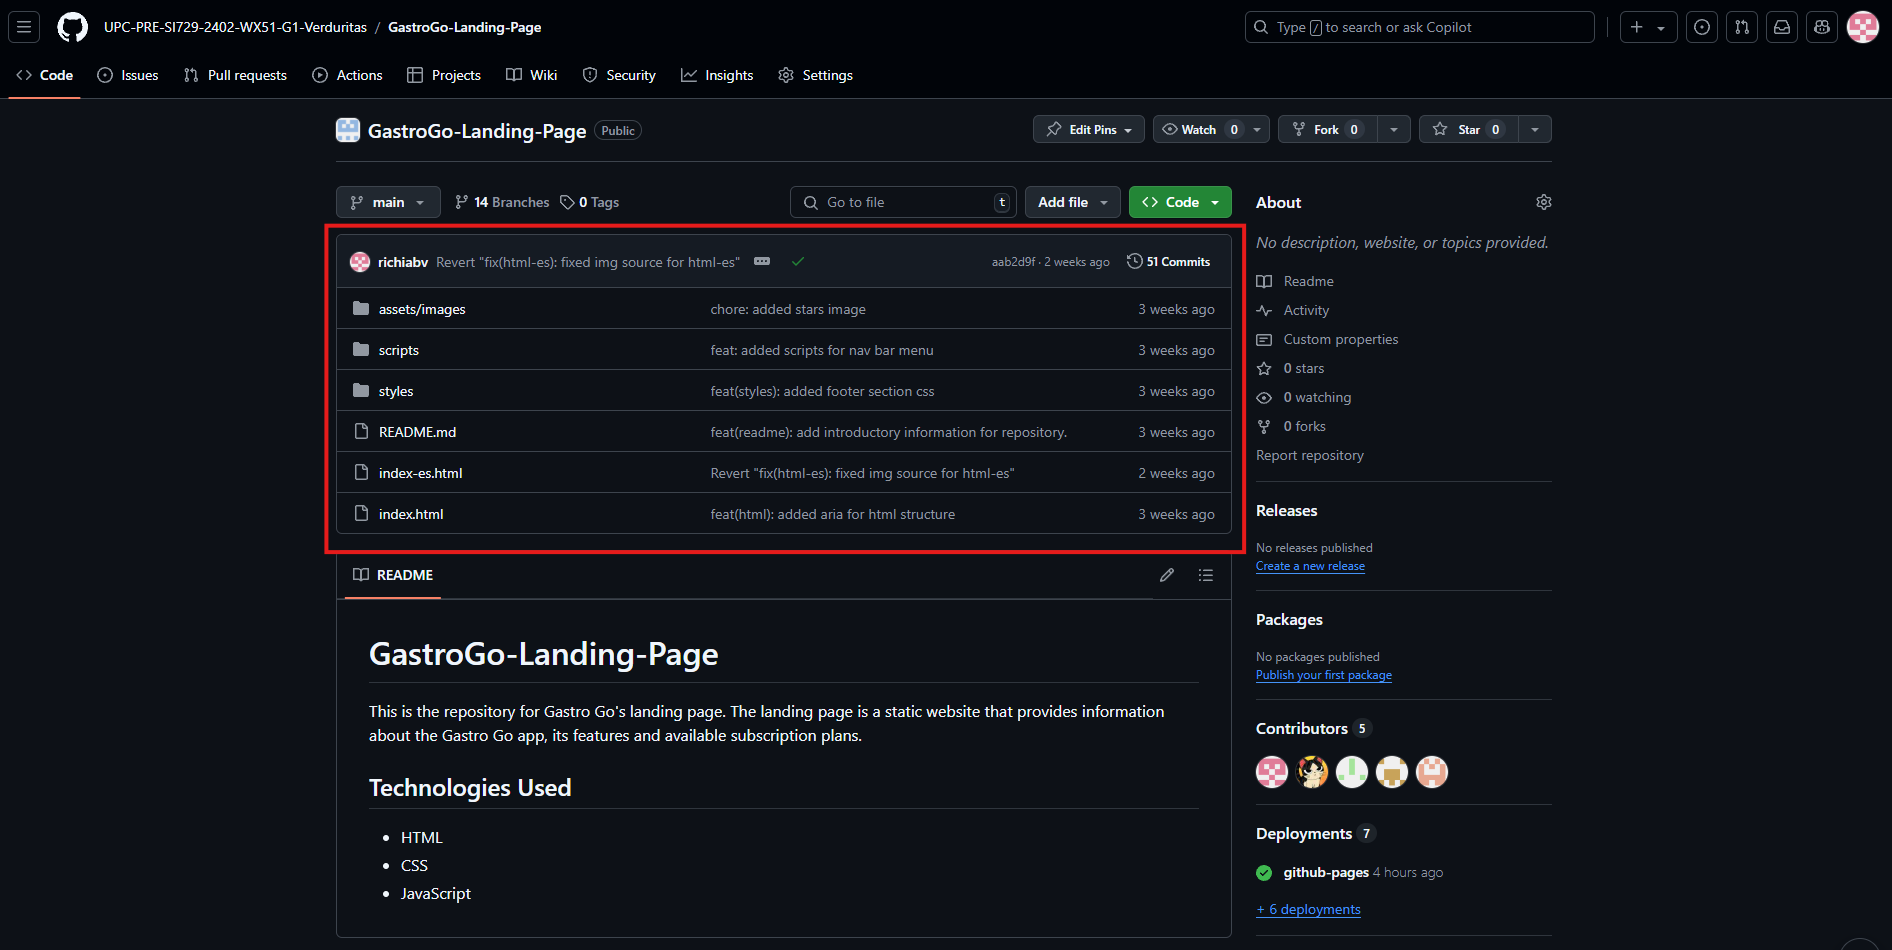 UPC-PRE-SI729-2402-WX51-G1-Verduritas / GastroGo-Landing-Page
Type / to search or ask Copilot
Code Issues Pull requests Actions Projects Wiki Security Insights Settings
GastroGo-Landing-Page Public
Edit Pins Watch 0 Fork 0 Star 0
main 14 Branches 0 Tags Go to file t Add file Code
richiabv Revert "fix(html-es): fixed img source for html-es" aab2d9f · 2 weeks ago 51 Commits
assets/images chore: added stars image 3 weeks ago
scripts feat: added scripts for nav bar menu 3 weeks ago
styles feat(styles): added footer section css 3 weeks ago
README.md feat(readme): add introductory information for repository. 3 weeks ago
index-es.html Revert "fix(html-es): fixed img source for html-es" 2 weeks ago
index.html feat(html): added aria for html structure 3 weeks ago
README
GastroGo-Landing-Page
This is the repository for Gastro Go's landing page. The landing page is a static website that provides information
about the Gastro Go app, its features and available subscription plans.
Technologies Used
HTML
CSS
JavaScript
About
No description, website, or topics provided.
Readme
Activity
Custom properties
0 stars
0 watching
0 forks
Report repository
Releases
No releases published
Create a new release
Packages
No packages published
Publish your first package
Contributors 5
Deployments 7
github-pages 4 hours ago
+ 6 deployments